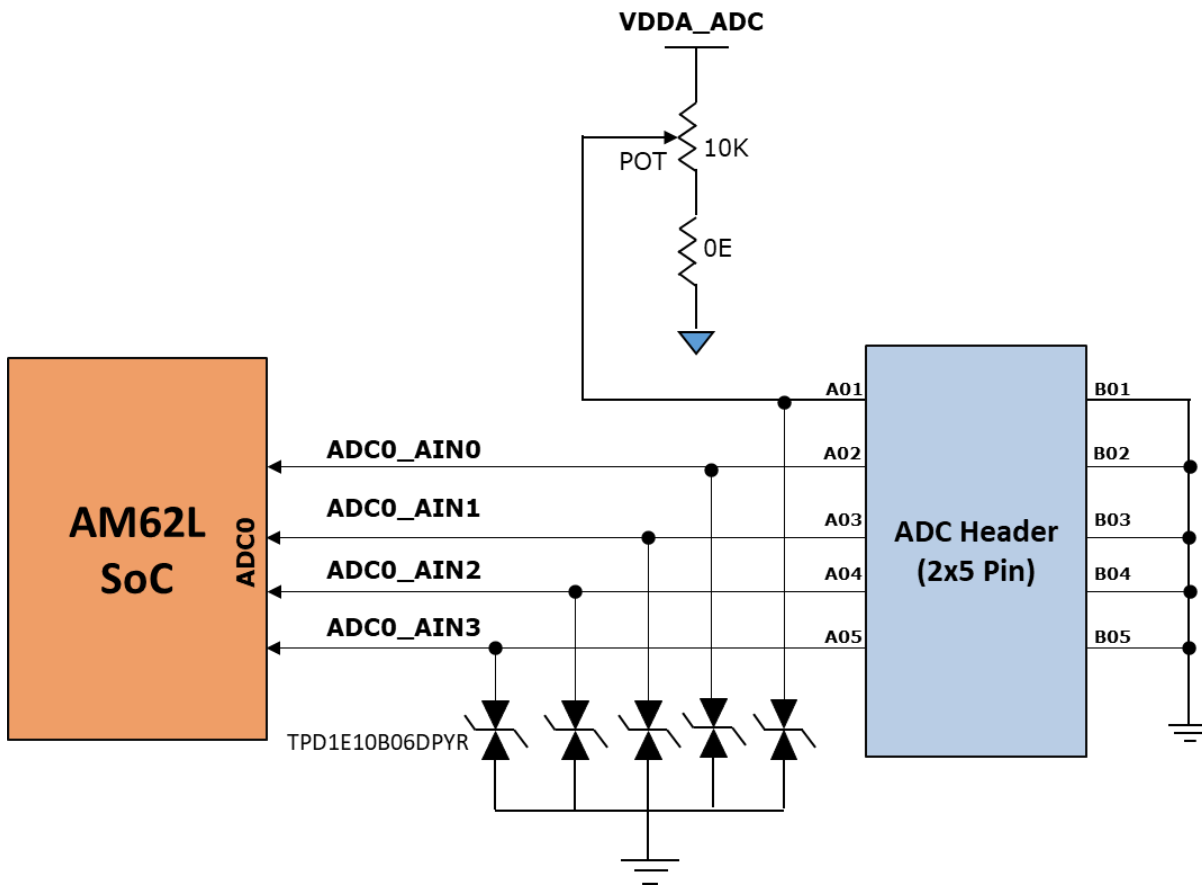 VDDA_ADC
10K
POT
0E
A01
B01
ADC0_AIN0
A02
B02
ADC0_AIN1
A03
B03
AM62L
SoC
ADC0
ADC Header
(2x5 Pin)
ADC0_AIN2
A04
B04
ADC0_AIN3
A05
B05
TPD1E10B06DPYR